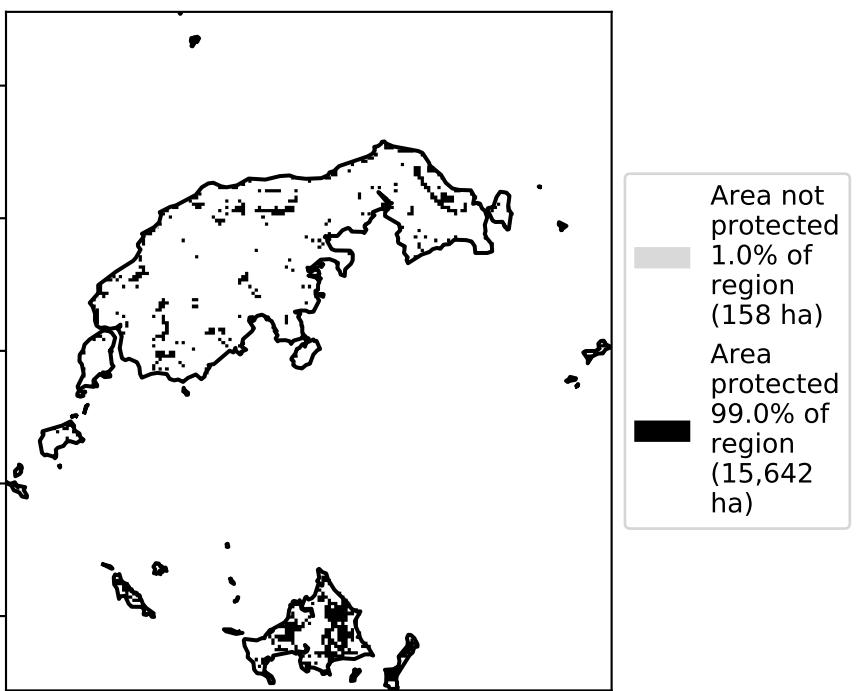 Area not
protected
1.0% of
region
(158 ha)
Area
protected
99.0% of
region
(15,642
ha)